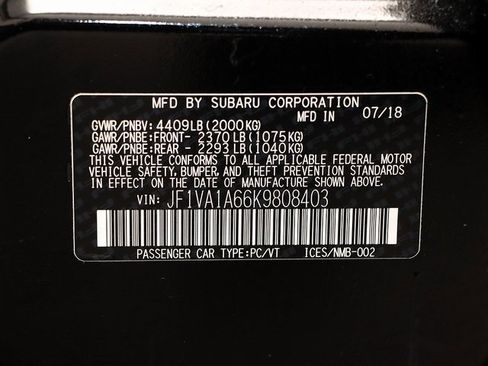 MFD BY SUBARU CORPORATION
MFD IN 07/18
GVWR/PNBV: 4409LB(2000KG)
GAWR/PNBE:FRONT- 2370LB(1075KG)
GAWR/PNBE:REAR - 2293LB(1040KG)
THIS VEHICLE CONFORMS TO ALL APPLICABLE FEDERAL MOTOR
VEHICLE SAFETY, BUMPER, AND THEFT PREVENTION STANDARDS
IN EFFECT ON THE DATE OF MANUFACTURE SHOWN ABOVE.
VIN: JF1VA1A66K9808403
PASSENGER CAR TYPE:PC/VT ICES/NMB-002